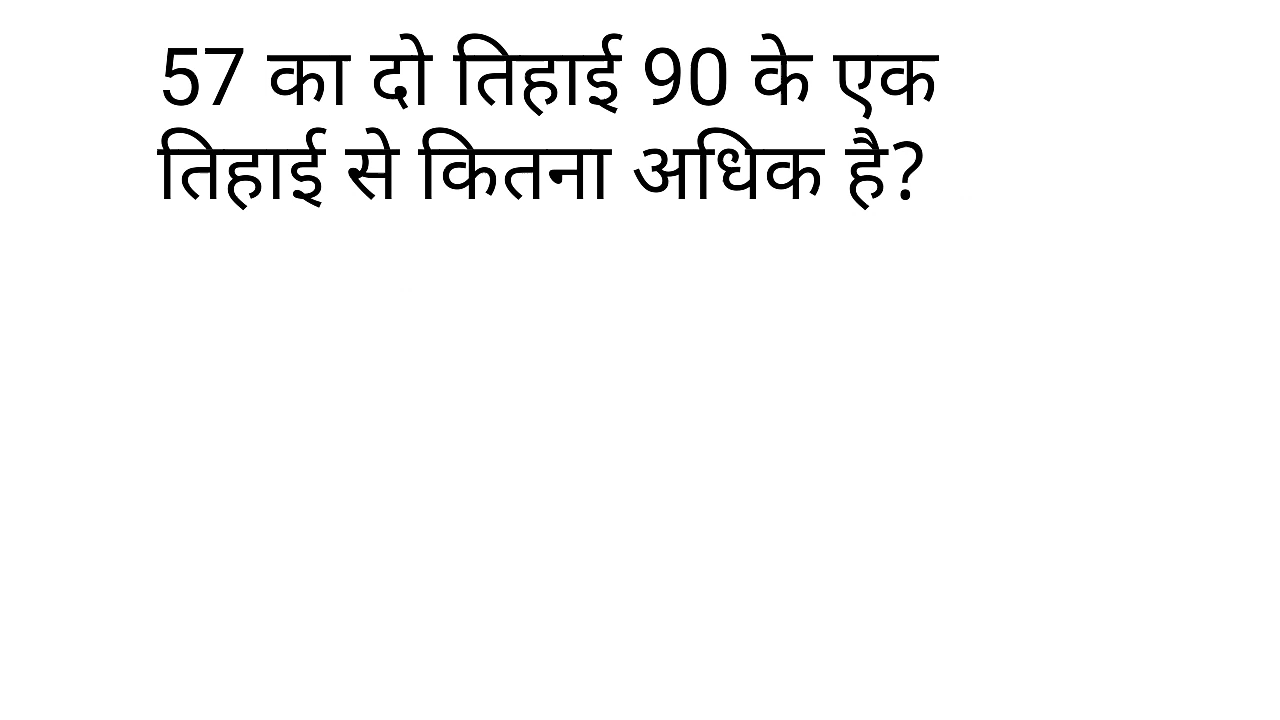 57 का दो तिहाई 90 के एक
तिहाई से कितना अधिक है?